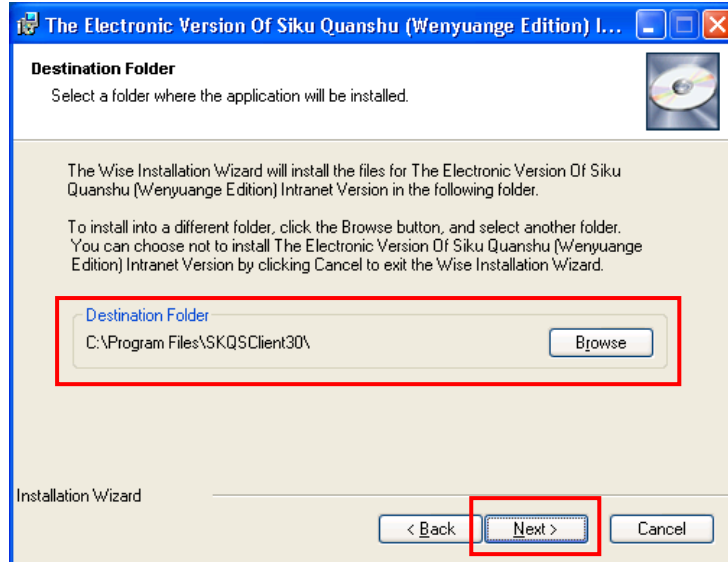 The Electronic Version Of Siku Quanshu (Wenyuange Edition) I...
Destination Folder
Select a folder where the application will be installed.
The Wise Installation Wizard will install the files for The Electronic Version Of Siku
Quanshu (Wenyuange Edition) Intranet Version in the following folder.
To install into a different folder, click the Browse button, and select another folder.
You can choose not to install The Electronic Version Of Siku Quanshu (Wenyuange
Edition) Intranet Version by clicking Cancel to exit the Wise Installation Wizard.
Destination Folder
C:\Program Files\SKQSClient30\ Browse
Installation Wizard
< Back Next > Cancel